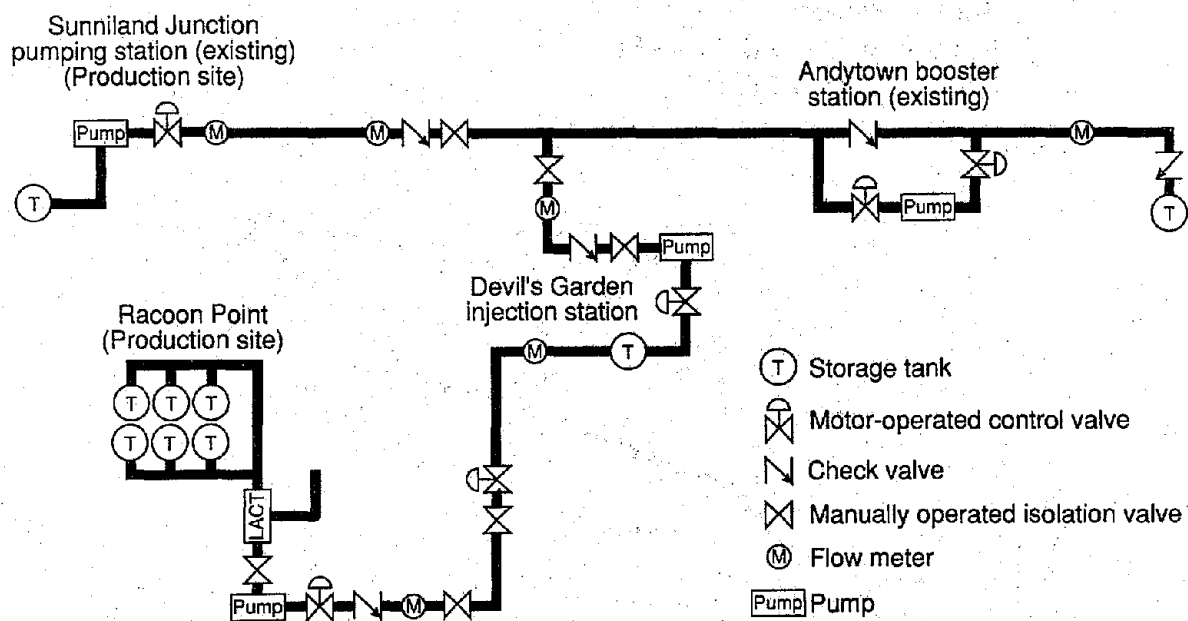 Sunniland Junction
pumping station (existing)
(Production site)
Andytown booster
station (existing)
Pump
M
M
M
T
M
Pump
T
Pump
Devil's Garden
injection station
Racoon Point
(Production site)
M
T
T T T
T T T
LACT
Pump
M
T Storage tank
Motor-operated control valve
Check valve
Manually operated isolation valve
M Flow meter
Pump Pump